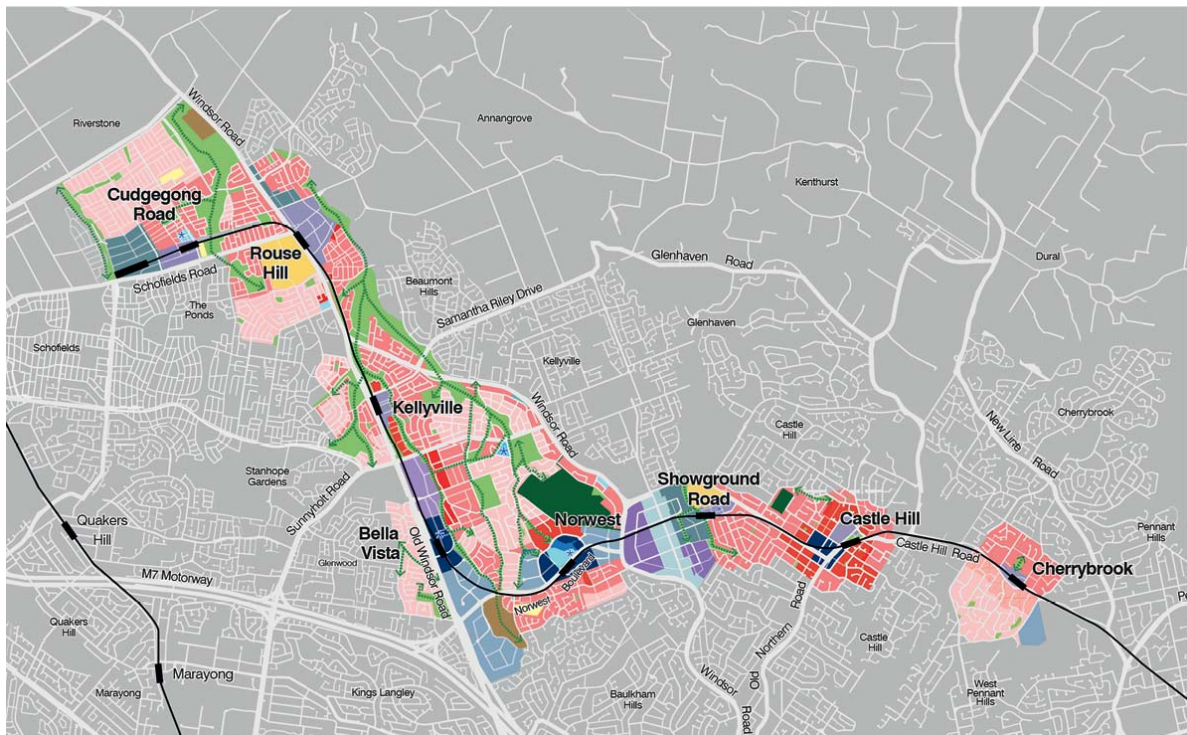 Windsor Road
Riverstone
Annangrove
Kenthurst
Cudgegong
Road
Rouse
Hill
Schofields Road
Glenhaven Road
Dural
Beaumont
Hills
Samantha Riley Drive
The
Ponds
Glenhaven
Schofields
Kellyville
Kellyville
Windsor Road
New Line Road
Cherrybrook
Castle
Hill
Stanhope
Gardens
Sunnyholt Road
Showground
Road
Norwest
Castle Hill
Quakers
Hill
Bella
Vista
Old Windsor Road
Glenwood
Castle Hill Road
Pennant
Hills
Cherrybrook
M7 Motorway
Norwest Boulevard
Quakers
Hill
Old Northern Road
Castle
Hill
Marayong
Marayong
Kings Langley
Baulkham
Hills
Windsor Road
West
Pennant
Hills